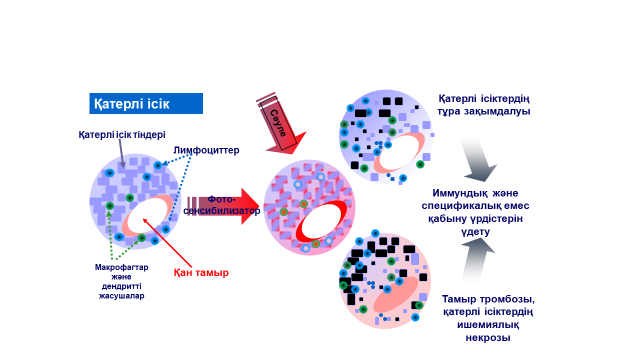 Қатерлі ісік
Қатерлі ісік тіндері
Лимфоциттер
Фото-
сенсибилизатор
Макрофагтар
және
дендритті
жасушалар
Қан тамыр
Сәуле
Қатерлі ісіктердің
тұра зақымдалуы
Иммундық және
спецификалық емес
қабыну үрдістерін
үдету
Тамыр тромбозы,
қатерлі ісіктердің
ишемиялық
некрозы